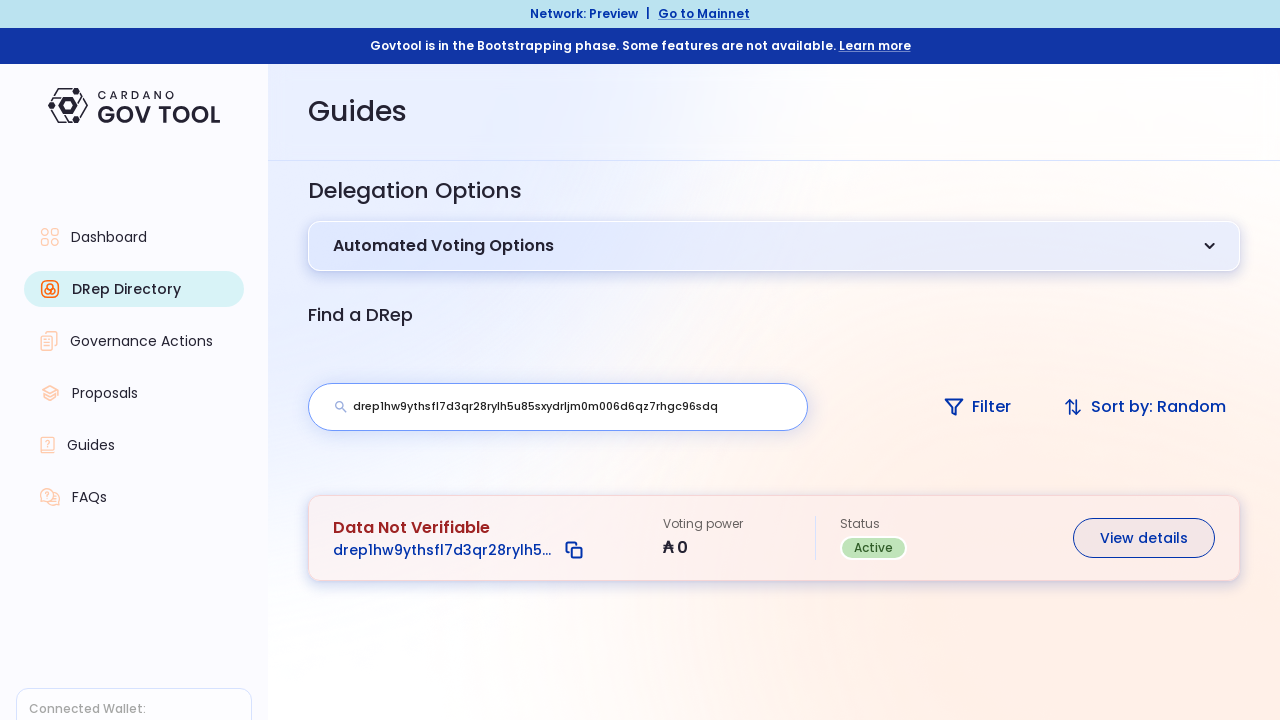 Network: Preview | Go to Mainnet
Govtool is in the Bootstrapping phase. Some features are not available. Learn more
CARDANO
GOV TOOL
Guides
Dashboard
DRep Directory
Governance Actions
Proposals
Guides
FAQs
Connected Wallet:
Delegation Options
Automated Voting Options
Find a DRep
drep1hw9ythsfl7d3qr28rylh5u85sxydrljm0m006d6qz7rhgc96sdq
Filter
Sort by: Random
Data Not Verifiable
drep1hw9ythsfl7d3qr28rylh5...
Voting power
₳ 0
Status
Active
View details